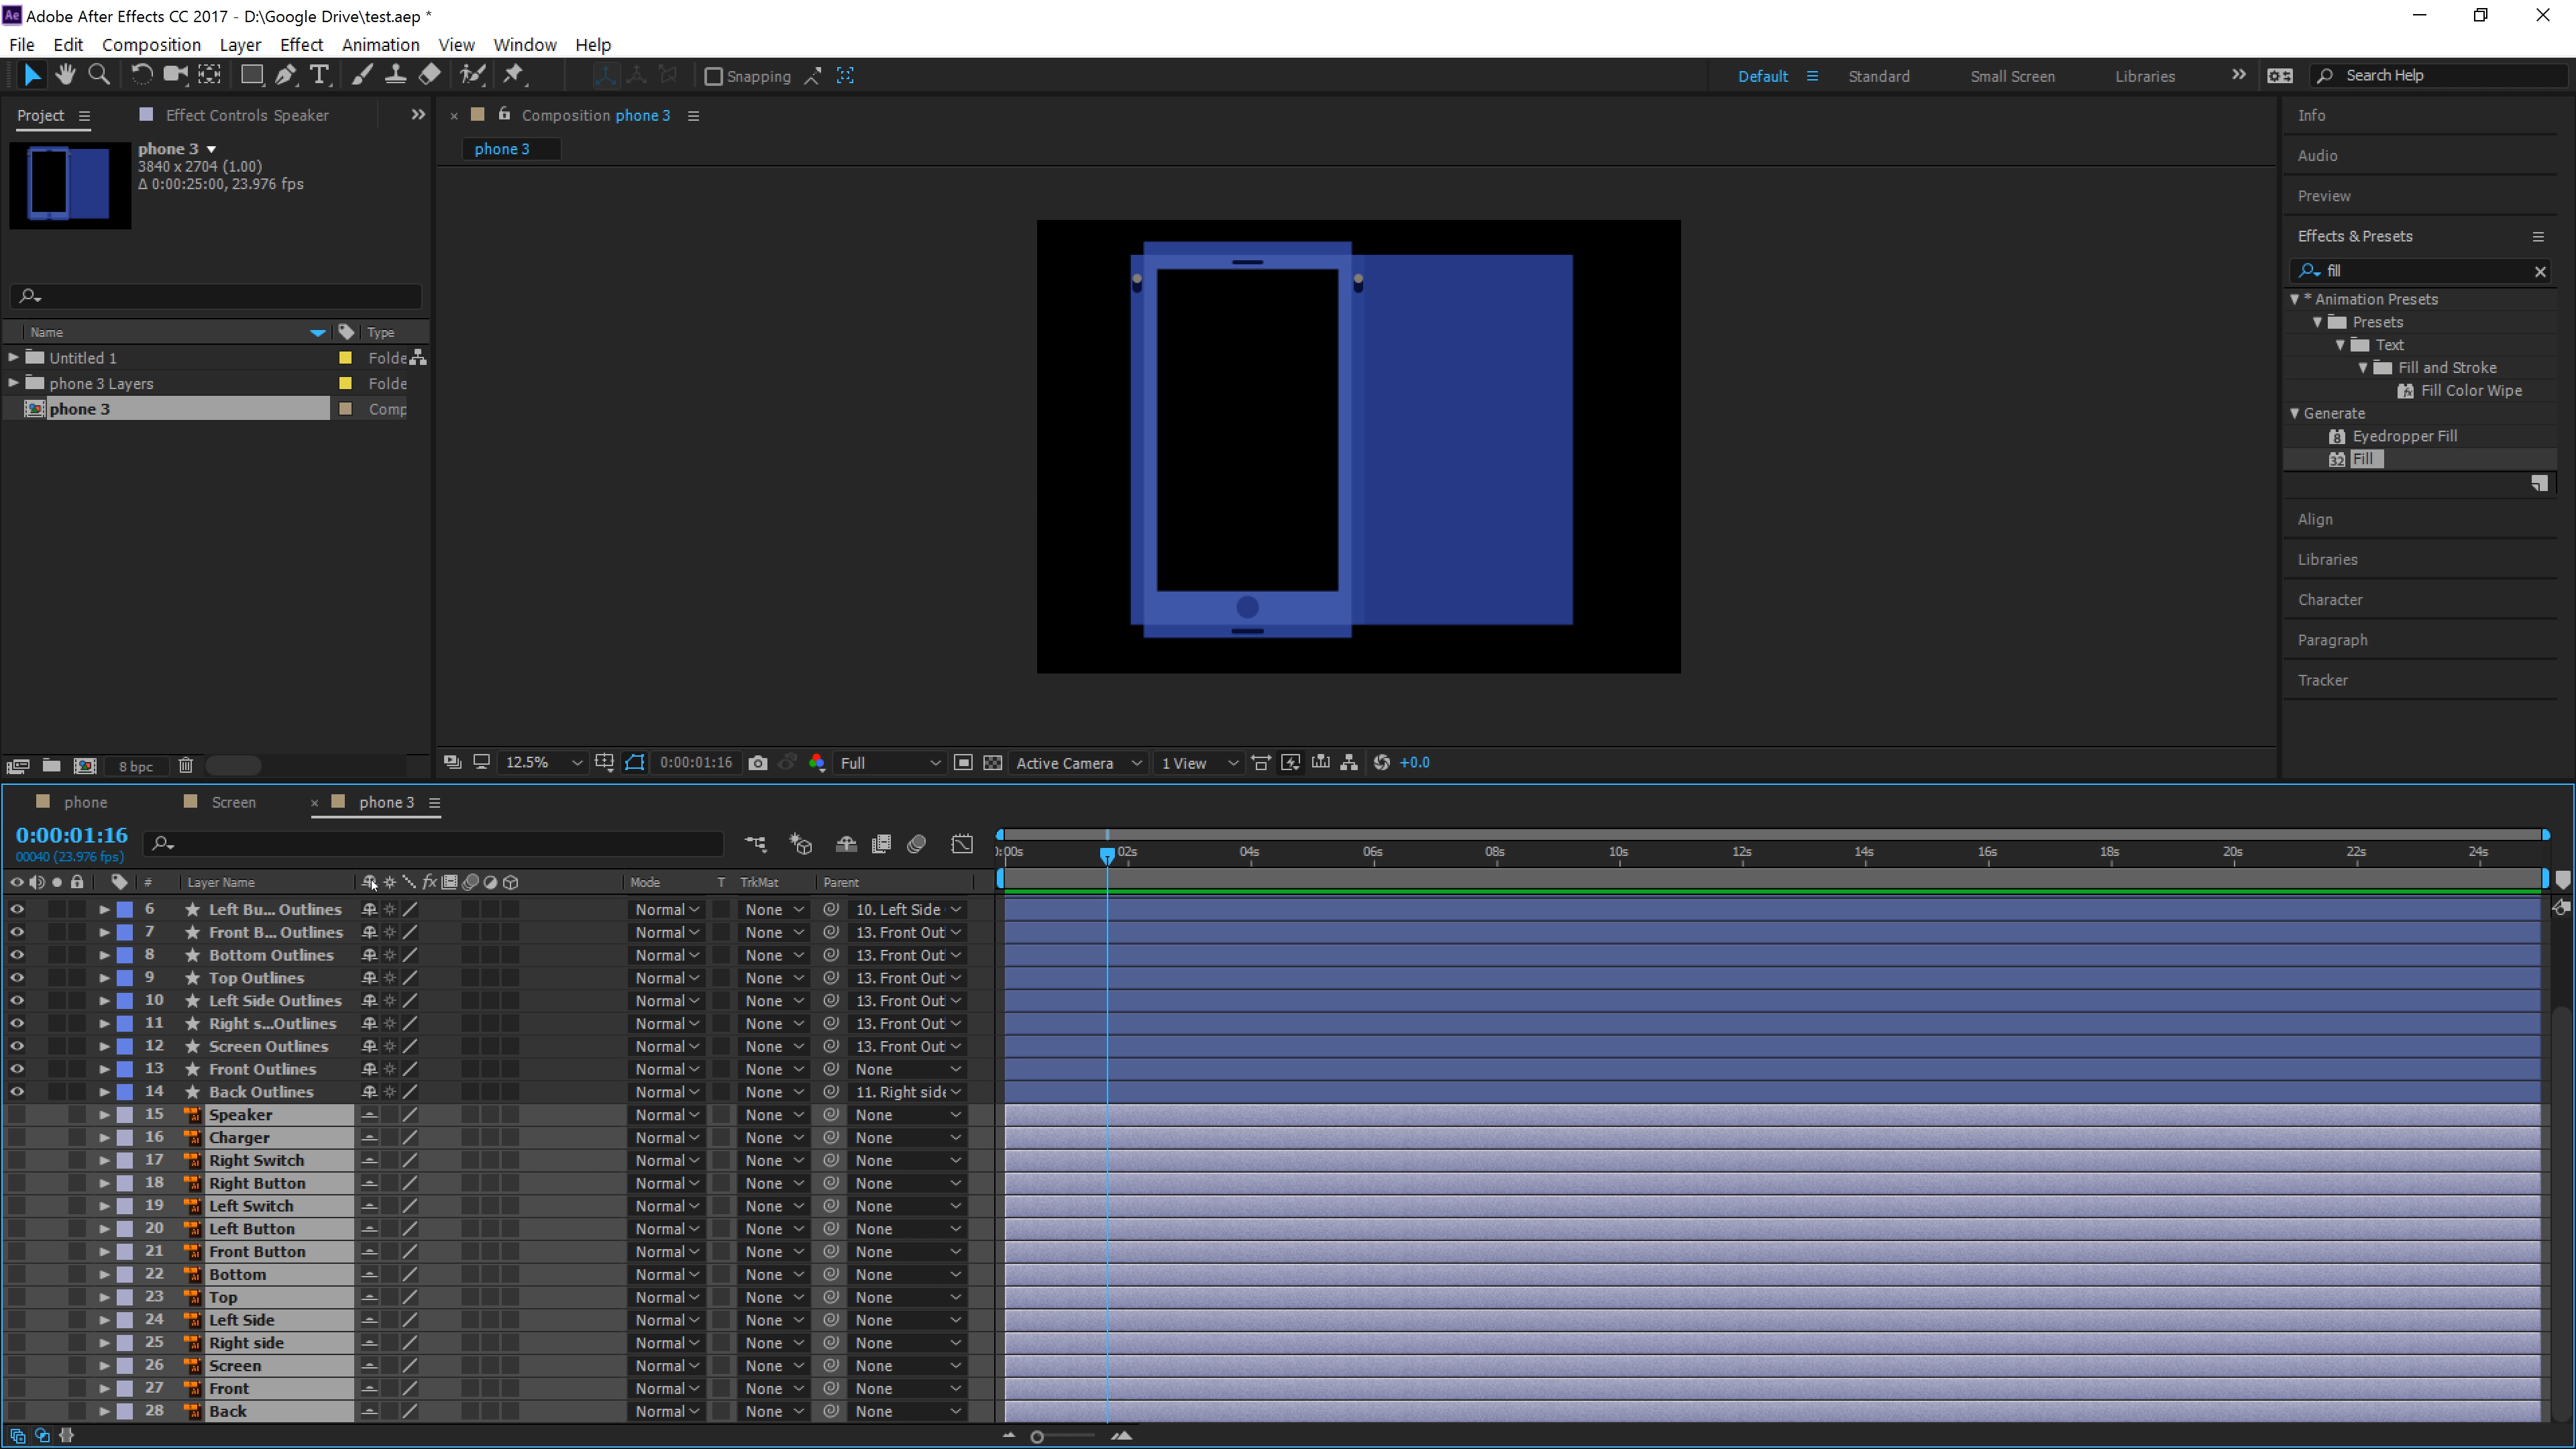 Ae Adobe After Effects CC 2017 - D:\Google Drive\test.aep *
File Edit Composition Layer Effect Animation View Window Help
Snapping Default Standard Small Screen Libraries Search Help
Project Effect Controls Speaker
phone 3
3840 x 2704 (1.00)
Δ 0:00:25:00, 23.976 fps
Name Type
Untitled 1 Folde
phone 3 Layers Folde
phone 3 Comp
8 bpc
Composition phone 3
phone 3
12.5% 0:00:01:16 Full Active Camera 1 View +0.0
Info
Audio
Preview
Effects & Presets
fill
* Animation Presets
Presets
Text
Fill and Stroke
Fill Color Wipe
Generate
8 Eyedropper Fill
32 Fill
Align
Libraries
Character
Paragraph
Tracker
phone Screen phone 3
0:00:01:16
00040 (23.976 fps)
):00s 02s 04s 06s 08s 10s 12s 14s 16s 18s 20s 22s 24s
# Layer Name fx Mode T TrkMat Parent
6 Left Bu... Outlines Normal None 10. Left Side
7 Front B... Outlines Normal None 13. Front Out
8 Bottom Outlines Normal None 13. Front Out
9 Top Outlines Normal None 13. Front Out
10 Left Side Outlines Normal None 13. Front Out
11 Right s...Outlines Normal None 13. Front Out
12 Screen Outlines Normal None 13. Front Out
13 Front Outlines Normal None None
14 Back Outlines Normal None 11. Right side
15 Speaker Normal None None
16 Charger Normal None None
17 Right Switch Normal None None
18 Right Button Normal None None
19 Left Switch Normal None None
20 Left Button Normal None None
21 Front Button Normal None None
22 Bottom Normal None None
23 Top Normal None None
24 Left Side Normal None None
25 Right side Normal None None
26 Screen Normal None None
27 Front Normal None None
28 Back Normal None None